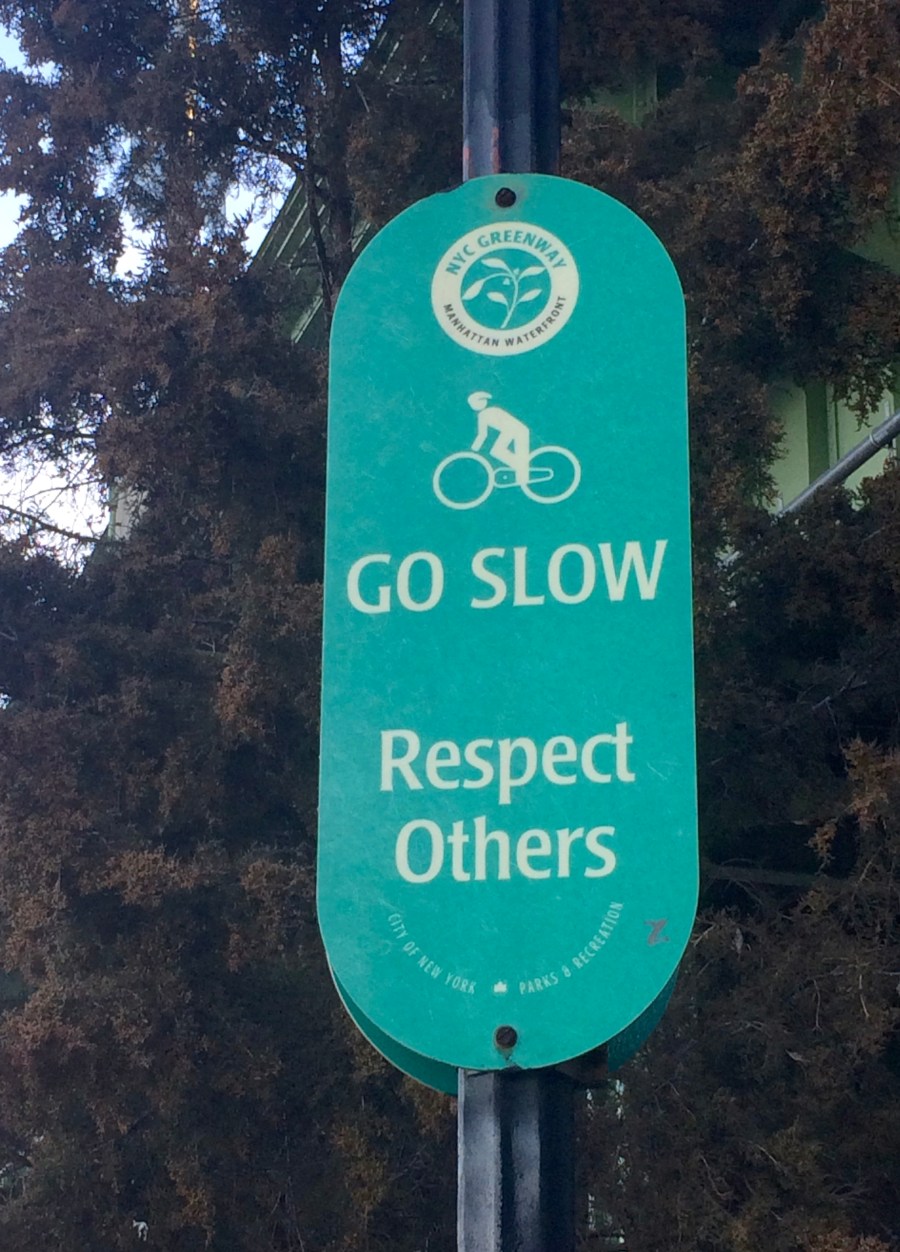 NYC GREENWAY
MANHATTAN WATERFRONT
GO SLOW
Respect
Others
CITY OF NEW YORK PARKS & RECREATION
Z